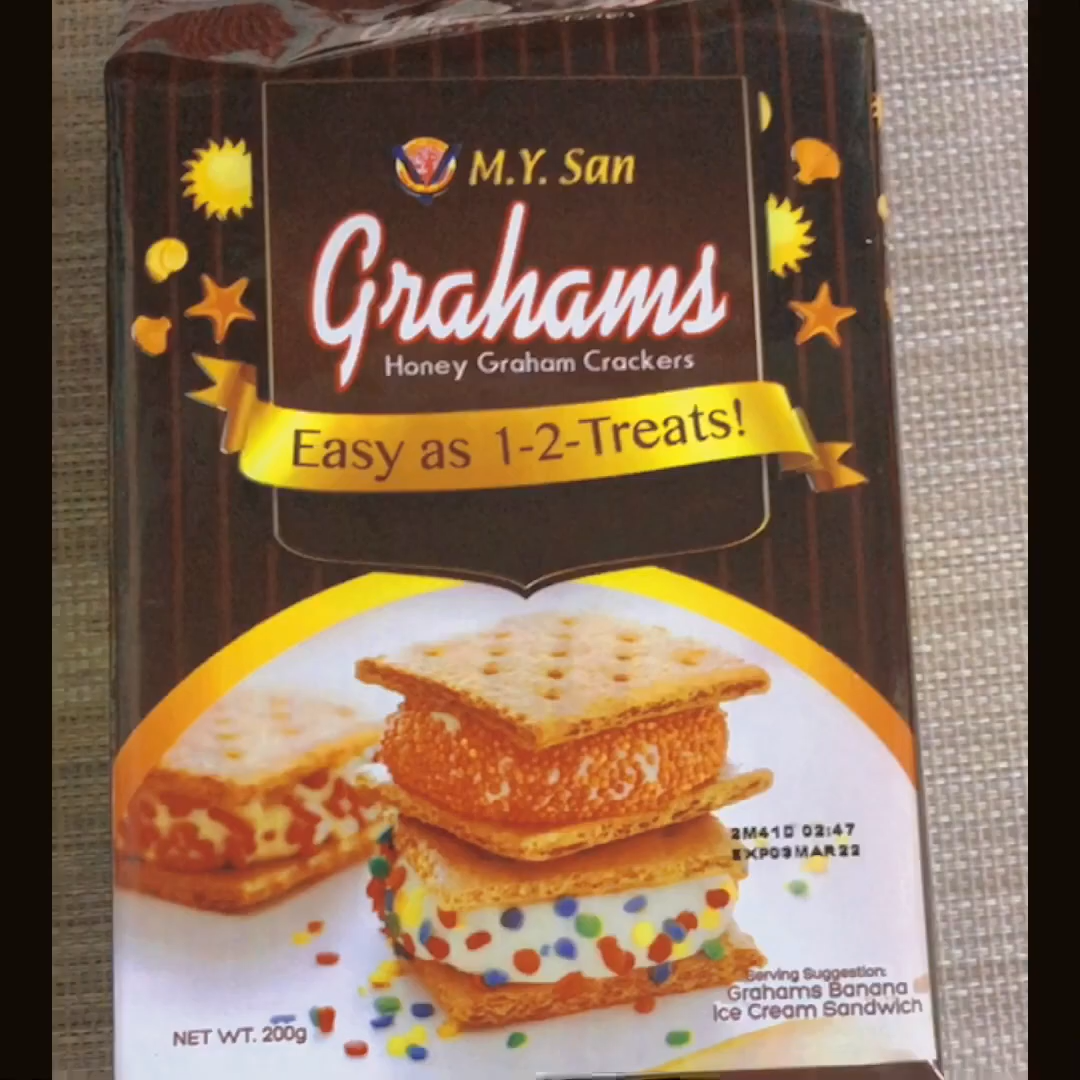 M.Y. San
Grahams
Honey Graham Crackers
Easy as 1-2-Treats!
2M41D 02:47
EXP03MAR22
Serving Suggestion:
Grahams Banana
Ice Cream Sandwich
NET WT. 200g